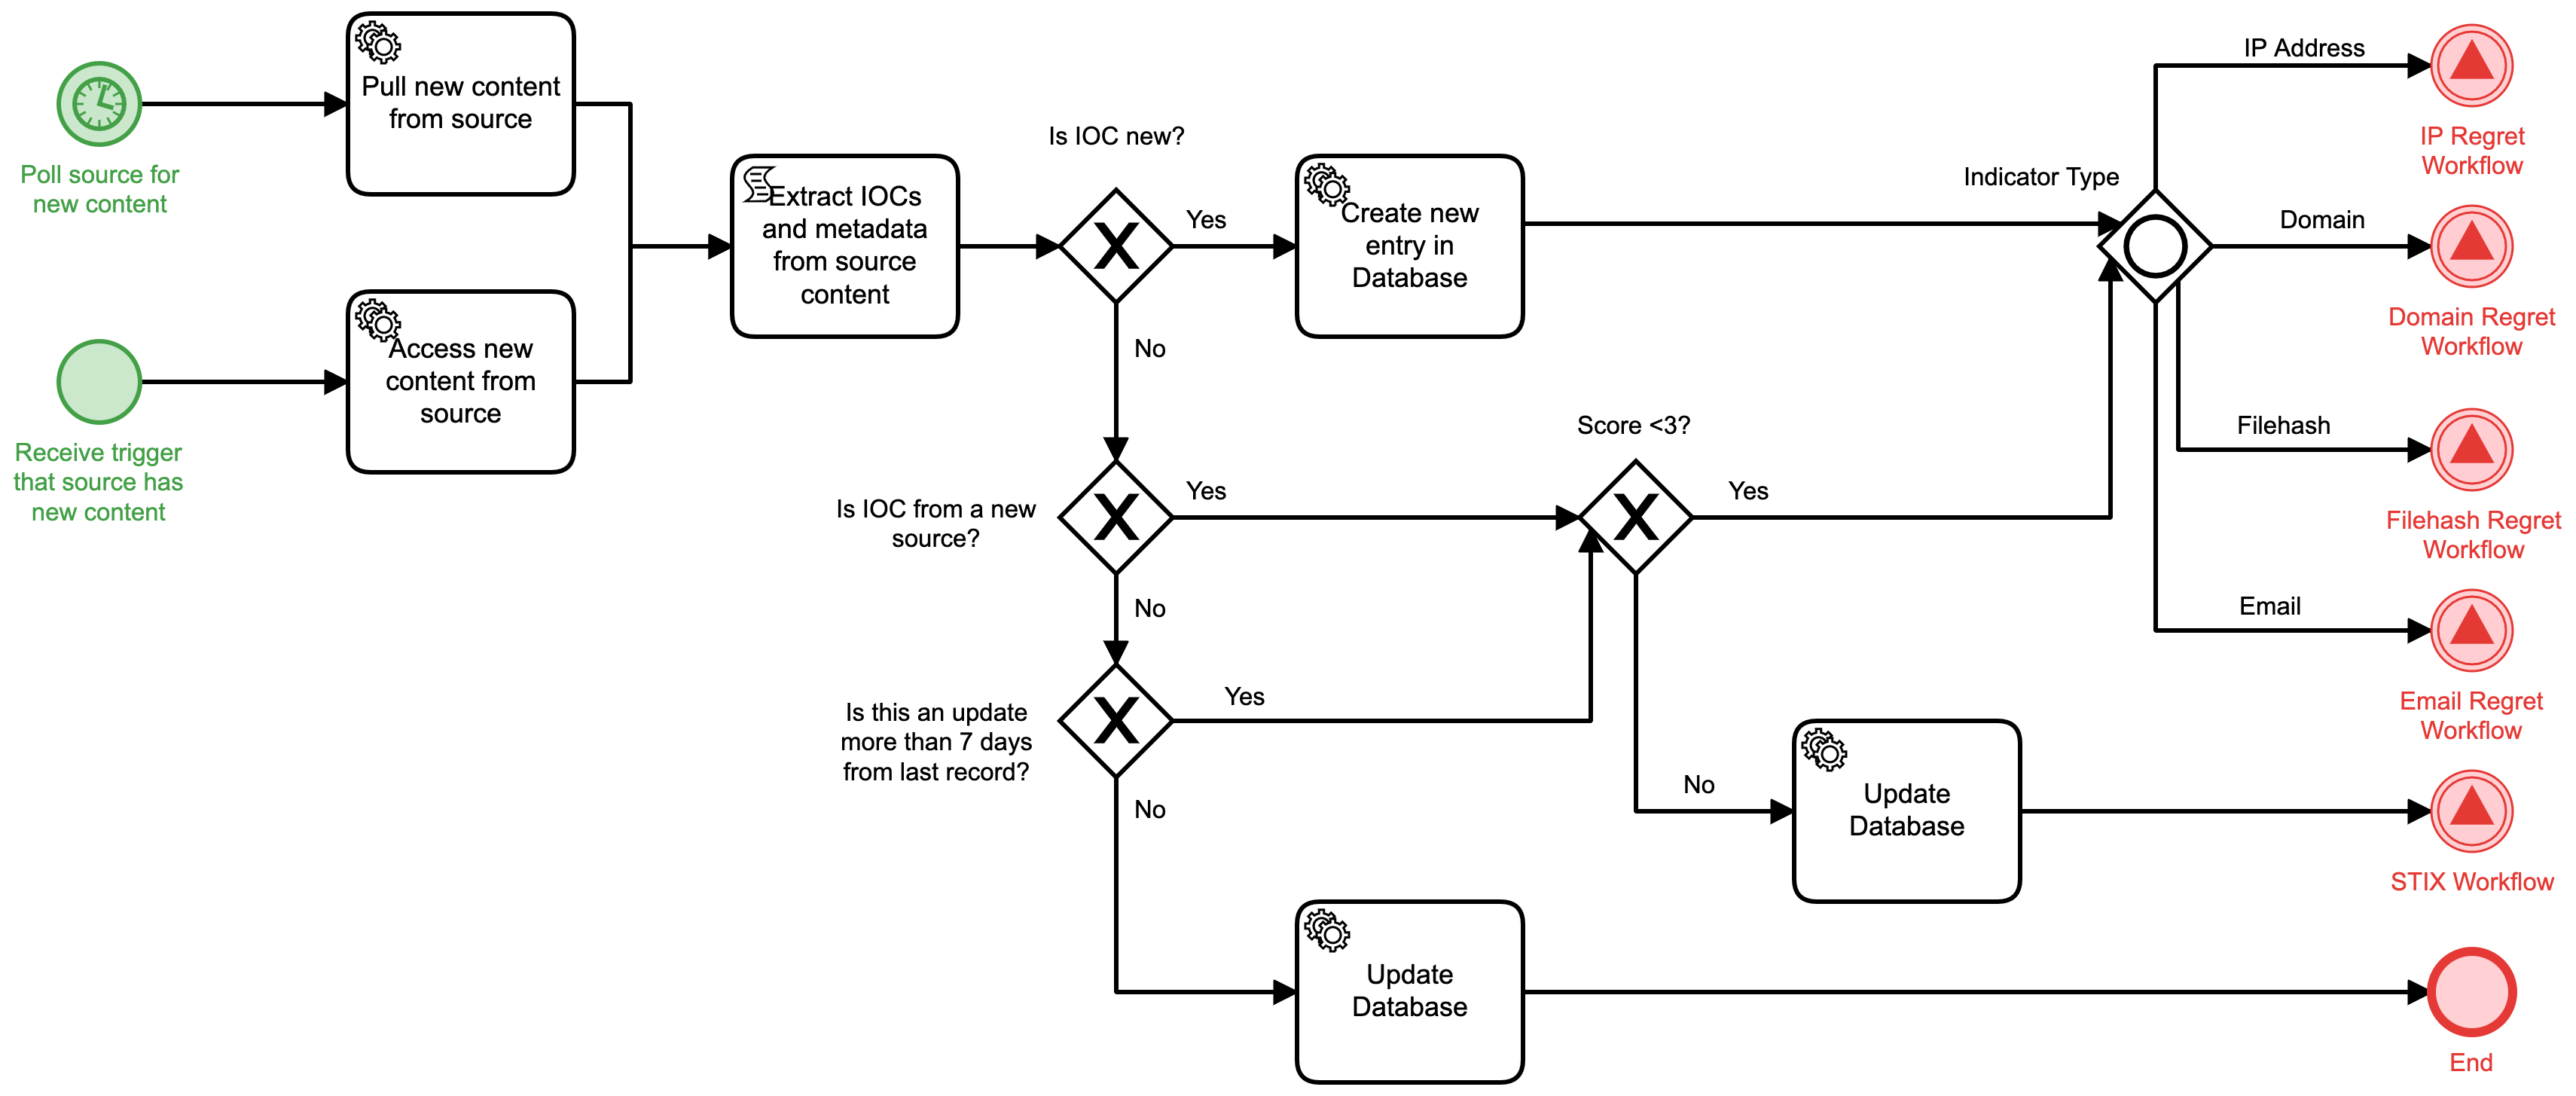 Poll source for
new content
Pull new content
from source
Receive trigger
that source has
new content
Access new
content from
source
Extract IOCs
and metadata
from source
content
Is IOC new?
Yes
No
Create new
entry in
Database
Is IOC from a new
source?
Yes
No
Score <3?
Yes
No
Is this an update
more than 7 days
from last record?
Yes
No
Update
Database
Update
Database
Indicator Type
IP Address
IP Regret
Workflow
Domain
Domain Regret
Workflow
Filehash
Filehash Regret
Workflow
Email
Email Regret
Workflow
STIX Workflow
End